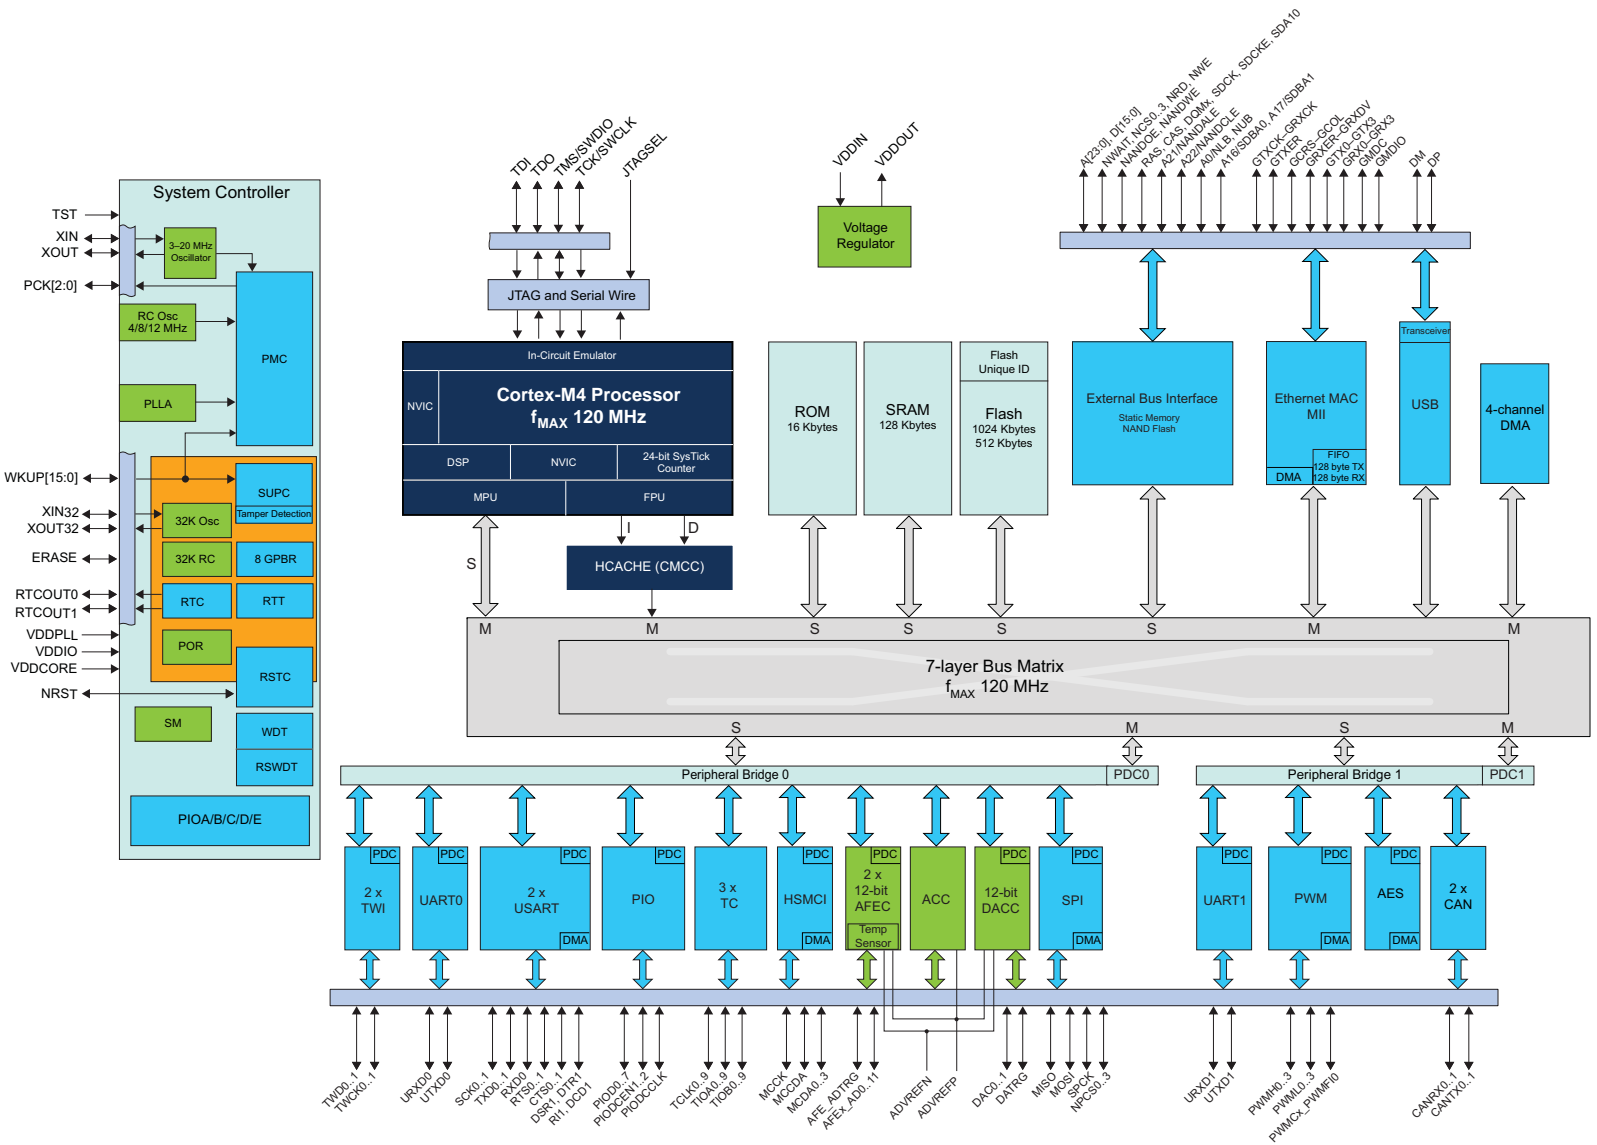 System Controller
TST
XIN
XOUT
PCK[2:0]
3–20 MHz
Oscillator
RC Osc
4/8/12 MHz
PMC
PLLA
WKUP[15:0]
SUPC
Tamper Detection
XIN32
XOUT32
32K Osc
ERASE
32K RC
8 GPBR
RTCOUT0
RTCOUT1
RTC
RTT
VDDPLL
VDDIO
VDDCORE
POR
RSTC
NRST
SM
WDT
RSWDT
PIOA/B/C/D/E
TDI
TDO
TMS/SWDIO
TCK/SWCLK
JTAGSEL
JTAG and Serial Wire
In-Circuit Emulator
NVIC
Cortex-M4 Processor
fMAX 120 MHz
DSP
NVIC
24-bit SysTick
Counter
MPU
FPU
I
D
S
HCACHE (CMCC)
VDDIN
VDDOUT
Voltage
Regulator
ROM
16 Kbytes
SRAM
128 Kbytes
Flash
Unique ID
Flash
1024 Kbytes
512 Kbytes
A[23:0], D[15:0]
NWAIT, NCS0..3, NRD, NWE
NANDOE, NANDWE
RAS, CAS, DQMx, SDCK, SDCKE, SDA10
A21/NANDALE
A22/NANDCLE
A0/NLB, NUB
A16/SDBA0, A17/SDBA1
GTXCK–GRXCK
GTXER
GCRS–GCOL
GRXER–GRXDV
GTX0–GTX3
GRX0–GRX3
GMDC
GMDIO
DM
DP
External Bus Interface
Static Memory
NAND Flash
Ethernet MAC
MII
DMA
FIFO
128 byte TX
128 byte RX
Transceiver
USB
4-channel
DMA
M
M
S
S
S
S
M
M
7-layer Bus Matrix
fMAX 120 MHz
S
M
S
M
Peripheral Bridge 0
PDC0
Peripheral Bridge 1
PDC1
PDC
2 x
TWI
PDC
UART0
PDC
2 x
USART
DMA
PDC
PIO
3 x
TC
PDC
HSMCI
DMA
PDC
2 x
12-bit
AFEC
Temp
Sensor
ACC
PDC
12-bit
DACC
PDC
SPI
DMA
PDC
UART1
PDC
PWM
DMA
PDC
AES
DMA
2 x
CAN
TWD0..1
TWCK0..1
URXD0
UTXD0
SCK0..1
TXD0..1
RXD0
RTS0..1
CTS0..1
DSR1, DTR1
RI1, DCD1
PIOD0..7
PIODCEN1..2
PIODCCLK
TCLK0..9
TIOA0..9
TIOB0..9
MCCK
MCCDA
MCDA0..3
AFE_ADTRG
AFEx_AD0..11
ADVREFN
ADVREFP
DAC0..1
DATRG
MISO
MOSI
SPCK
NPCS0..3
URXD1
UTXD1
PWMH0..3
PWML0..3
PWMCx_PWMFI0
CANRX0..1
CANTX0..1